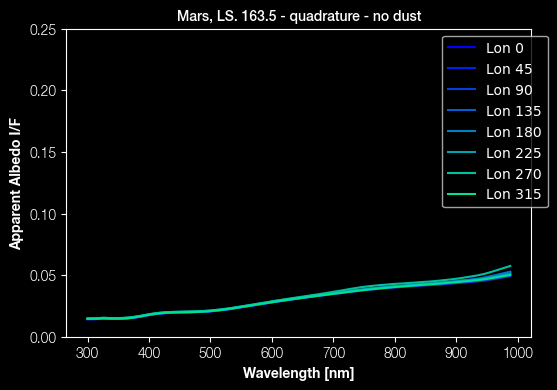 Mars, LS. 163.5 - quadrature - no dust
Apparent Albedo I/F
0.25
0.20
0.15
0.10
0.05
0.00
Lon 0
Lon 45
Lon 90
Lon 135
Lon 180
Lon 225
Lon 270
Lon 315
300 400 500 600 700 800 900 1000
Wavelength [nm]